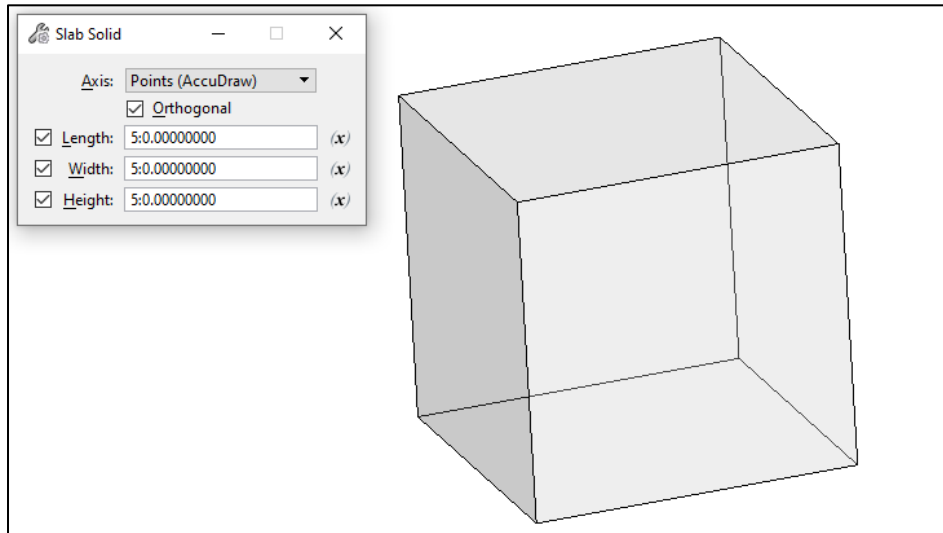 Slab Solid
Axis: Points (AccuDraw)
Orthogonal
Length: 5:0.00000000 (x)
Width: 5:0.00000000 (x)
Height: 5:0.00000000 (x)